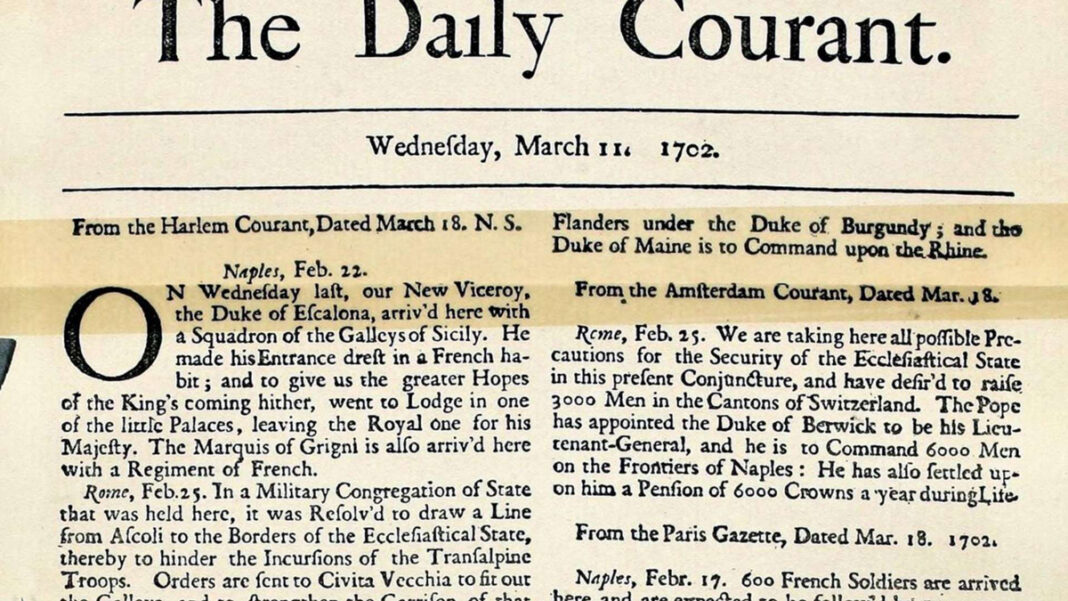 The Daily Courant.
Wedneſday, March 11. 1702.
From the Harlem Courant, Dated March 18. N. S.
Naples, Feb. 22.
ON Wedneſday laſt, our New Viceroy,
the Duke of Eſcalona, arriv'd here with
a Squadron of the Galleys of Sicily. He
made his Entrance dreſt in a French ha-
bit; and to give us the greater Hopes
of the King's coming hither, went to Lodge in one
of the little Palaces, leaving the Royal one for his
Majeſty. The Marquis of Grigni is alſo arriv'd here
with a Regiment of French.
Rome, Feb. 25. In a Military Congregation of State
that was held here, it was Reſolv'd to draw a Line
from Aſcoli to the Borders of the Eccleſiaſtical State,
thereby to hinder the Incurſions of the Tranſalpine
Troops. Orders are ſent to Civita Vecchia to fit out
Flanders under the Duke of Burgundy; and the
Duke of Maine is to Command upon the Rhine.
From the Amſterdam Courant, Dated Mar. 18.
Rome, Feb. 25. We are taking here all poſſible Pre-
cautions for the Security of the Eccleſiaſtical State
in this preſent Conjuncture, and have deſir'd to raiſe
3000 Men in the Cantons of Switzerland. The Pope
has appointed the Duke of Berwick to be his Lieu-
tenant-General, and he is to Command 6000 Men
on the Frontiers of Naples: He has alſo ſettled up-
on him a Penſion of 6000 Crowns a year during Life.
From the Paris Gazette, Dated Mar. 18. 1702.
Naples, Febr. 17. 600 French Soldiers are arrived